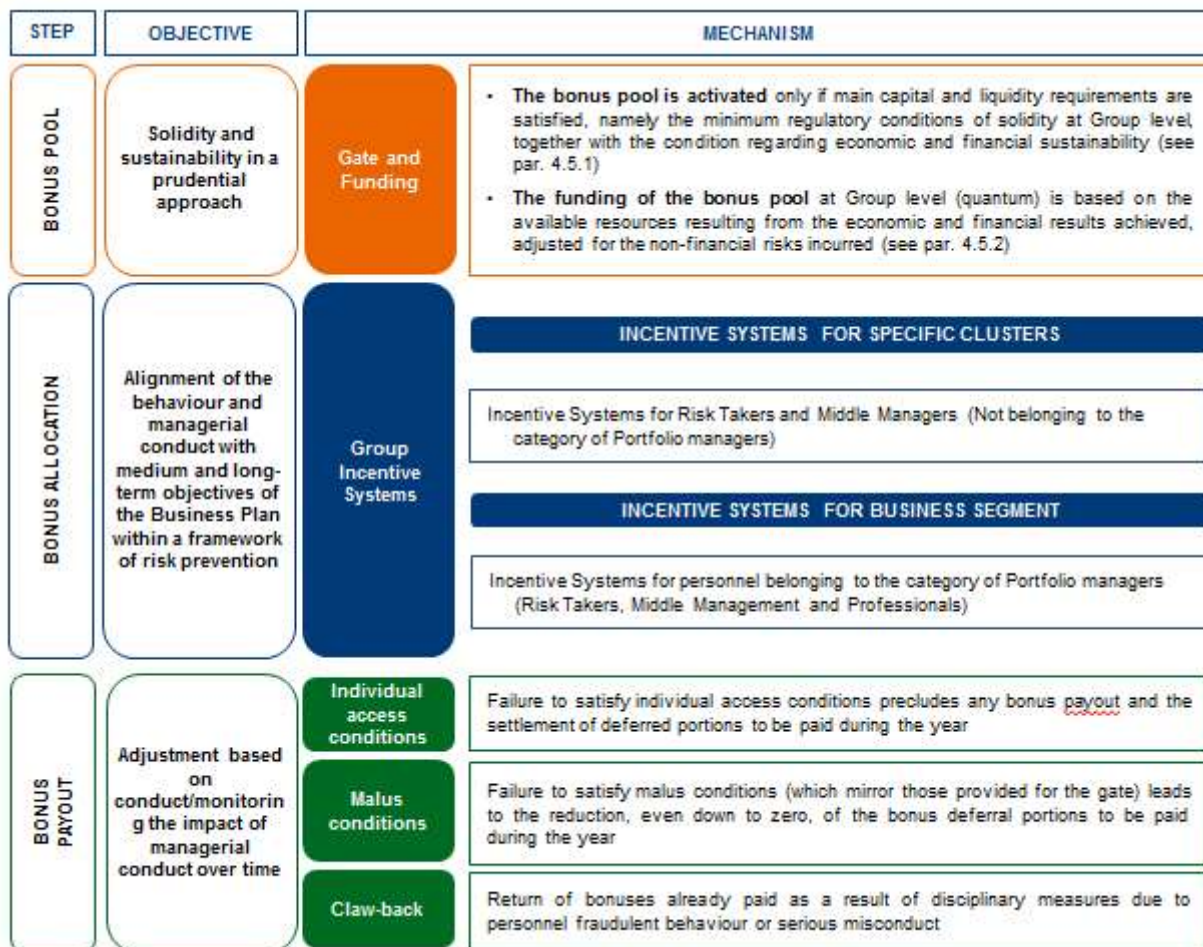 STEP
OBJECTIVE
MECHANISM
BONUS POOL
Solidity and
sustainability in a
prudential
approach
Gate and
Funding
• The bonus pool is activated only if main capital and liquidity requirements are
satisfied, namely the minimum regulatory conditions of solidity at Group level,
together with the condition regarding economic and financial sustainability (see
par. 4.5.1)
• The funding of the bonus pool at Group level (quantum) is based on the
available resources resulting from the economic and financial results achieved,
adjusted for the non-financial risks incurred (see par. 4.5.2)
BONUS ALLOCATION
Alignment of the
behaviour and
managerial
conduct with
medium and long-
term objectives of
the Business Plan
within a framework
of risk prevention
Group
Incentive
Systems
INCENTIVE SYSTEMS FOR SPECIFIC CLUSTERS
Incentive Systems for Risk Takers and Middle Managers (Not belonging to the
category of Portfolio managers)
INCENTIVE SYSTEMS FOR BUSINESS SEGMENT
Incentive Systems for personnel belonging to the category of Portfolio managers
(Risk Takers, Middle Management and Professionals)
BONUS
PAYOUT
Adjustment based
on
conduct/monitorin
g the impact of
managerial
conduct over time
Individual
access
conditions
Failure to satisfy individual access conditions precludes any bonus payout and the
settlement of deferred portions to be paid during the year
Malus
conditions
Failure to satisfy malus conditions (which mirror those provided for the gate) leads
to the reduction, even down to zero, of the bonus deferral portions to be paid
during the year
Claw-back
Return of bonuses already paid as a result of disciplinary measures due to
personnel fraudulent behaviour or serious misconduct